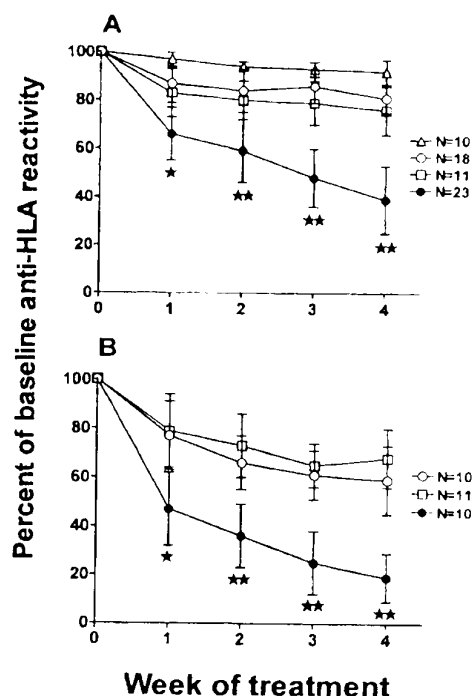 A
100
80
60
40
20
0
0 1 2 3 4
★
★★
★★
★★
N=10
N=18
N=11
N=23
B
100
80
60
40
20
0
0 1 2 3 4
★
★★
★★
★★
N=10
N=11
N=10
Percent of baseline anti-HLA reactivity
Week of treatment